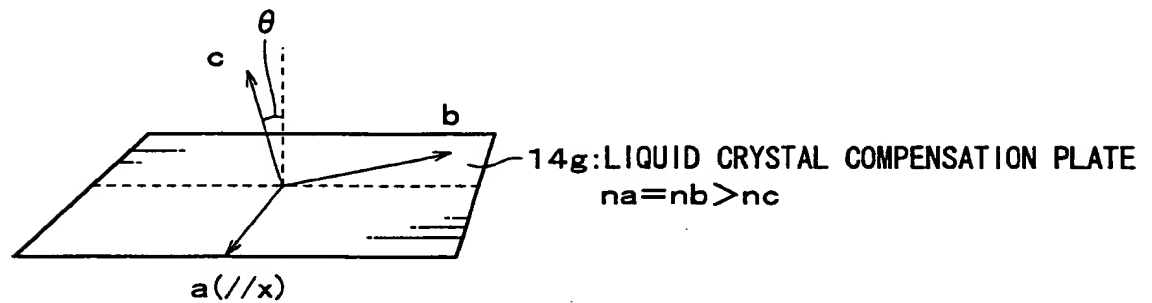 θ
c
b
14g:LIQUID CRYSTAL COMPENSATION PLATE
na=nb>nc
a(//x)